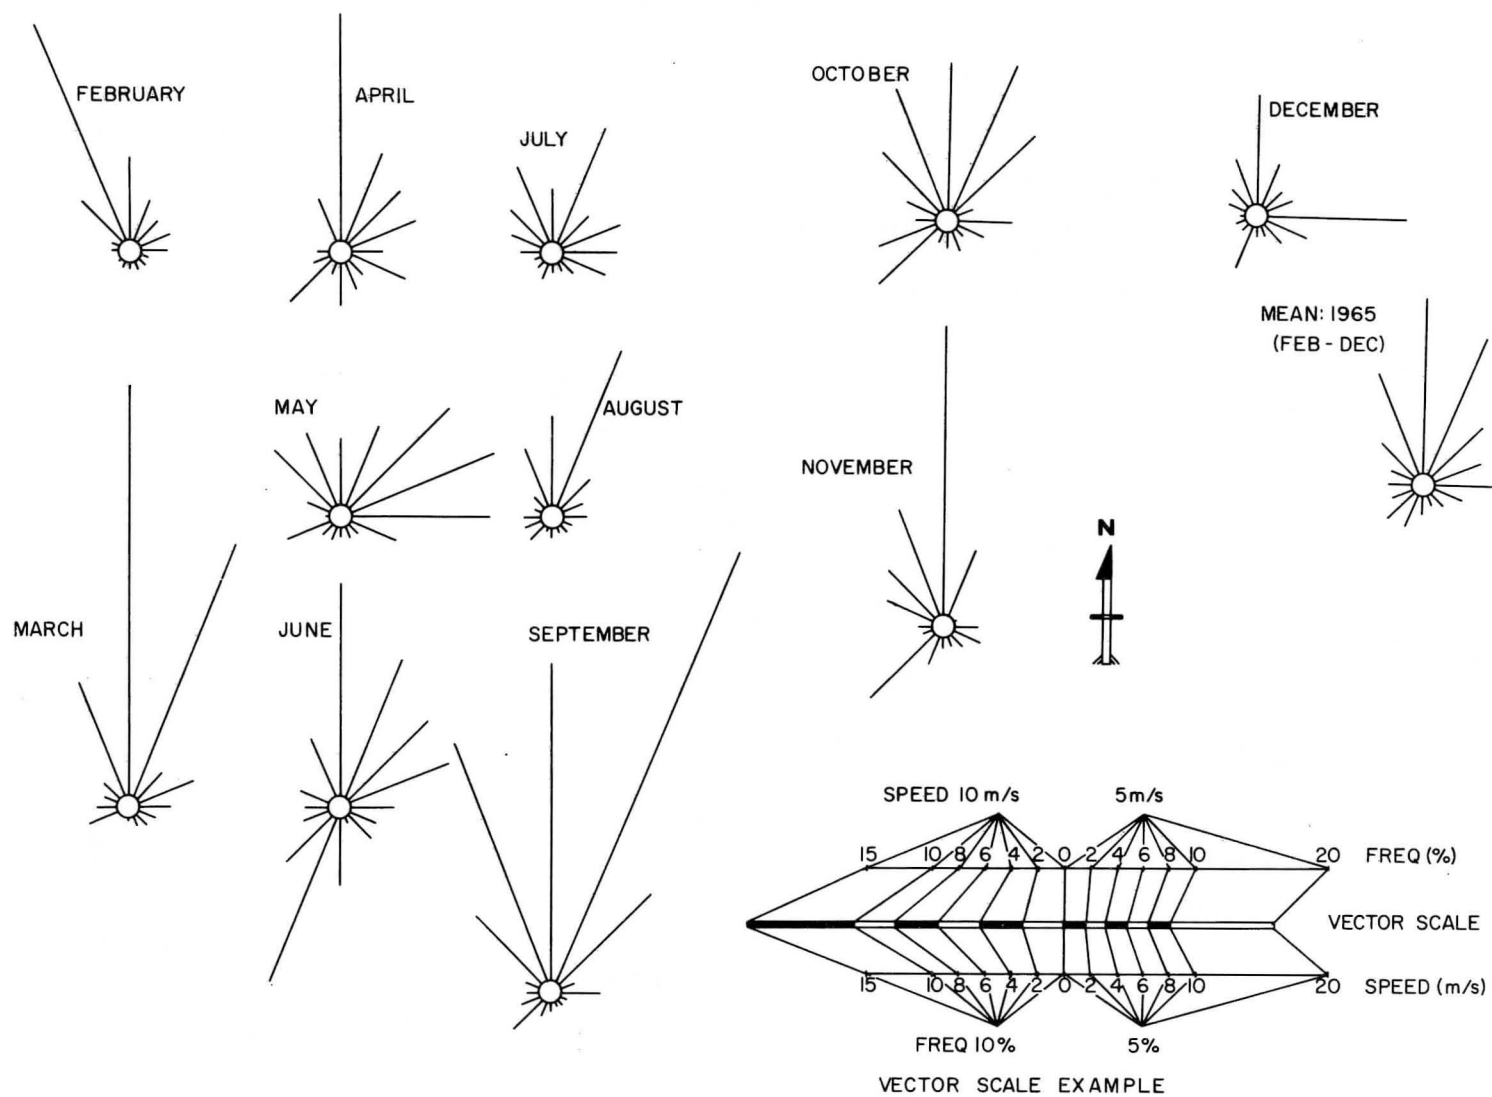 FEBRUARY
APRIL
JULY
OCTOBER
DECEMBER
MEAN: 1965
(FEB - DEC)
MAY
AUGUST
NOVEMBER
N
MARCH
JUNE
SEPTEMBER
SPEED 10 m/s 5m/s
15 10 8 6 4 2 0 2 4 6 8 10 20 FREQ (%)
VECTOR SCALE
15 10 8 6 4 2 0 2 4 6 8 10 20 SPEED (m/s)
FREQ 10% 5%
VECTOR SCALE EXAMPLE